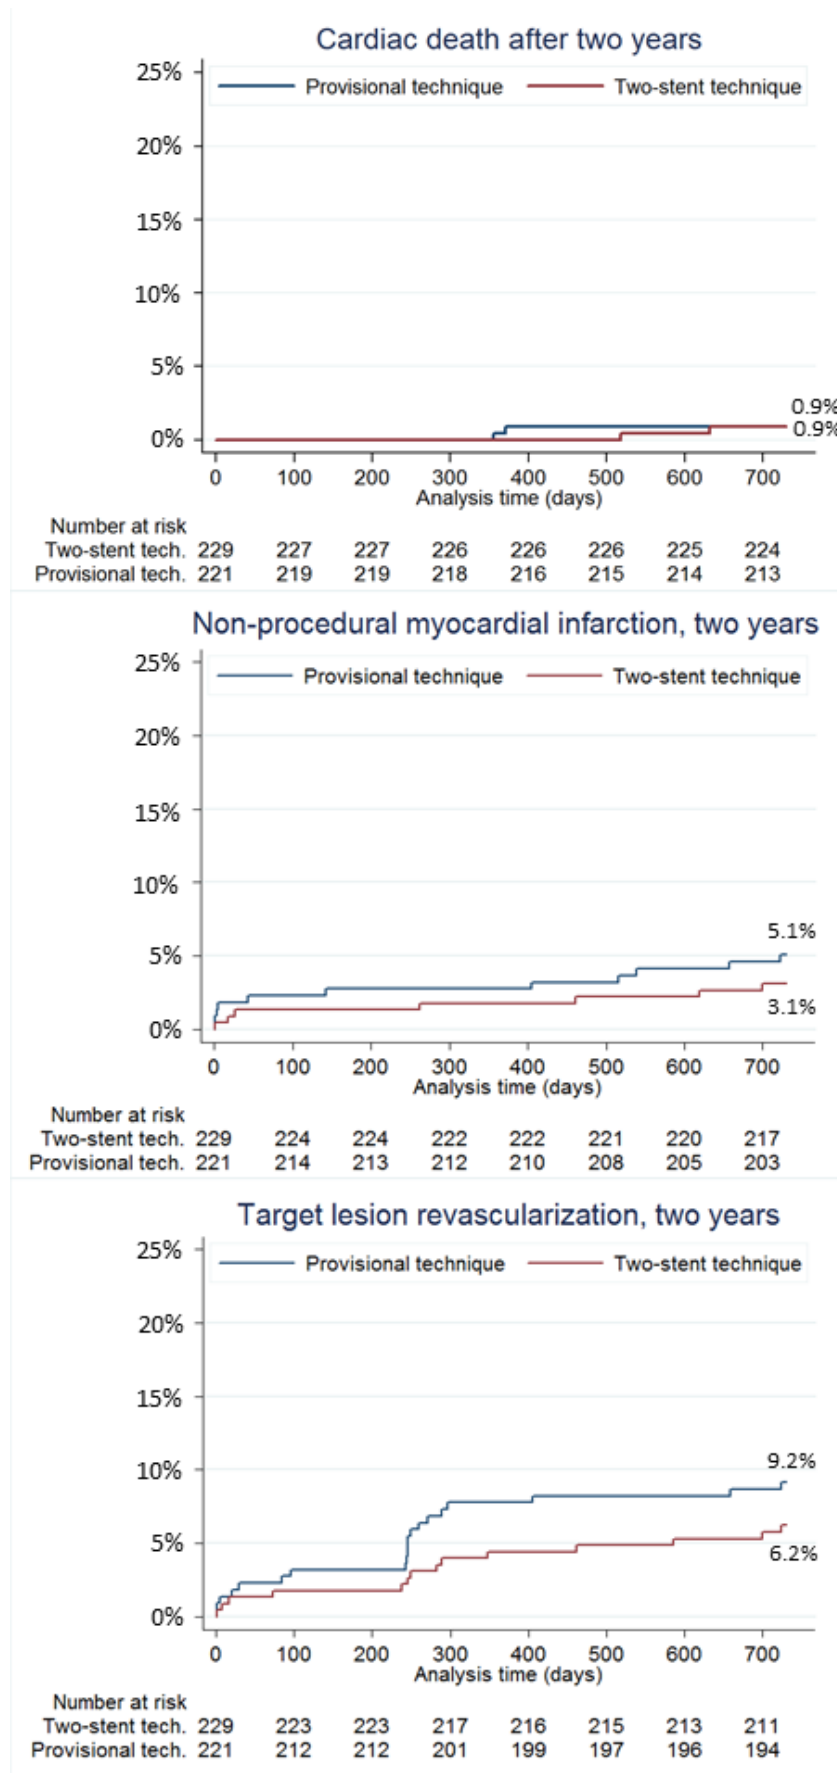 Cardiac death after two years
25%
Provisional technique Two-stent technique
20%
15%
10%
5%
0.9%
0.9%
0%
0 100 200 300 400 500 600 700
Analysis time (days)
Number at risk
Two-stent tech. 229 227 227 226 226 226 225 224
Provisional tech. 221 219 219 218 216 215 214 213
Non-procedural myocardial infarction, two years
25%
Provisional technique Two-stent technique
20%
15%
10%
5.1%
5%
3.1%
0%
0 100 200 300 400 500 600 700
Analysis time (days)
Number at risk
Two-stent tech. 229 224 224 222 222 221 220 217
Provisional tech. 221 214 213 212 210 208 205 203
Target lesion revascularization, two years
25%
Provisional technique Two-stent technique
20%
15%
10%
9.2%
5%
6.2%
0%
0 100 200 300 400 500 600 700
Analysis time (days)
Number at risk
Two-stent tech. 229 223 223 217 216 215 213 211
Provisional tech. 221 212 212 201 199 197 196 194